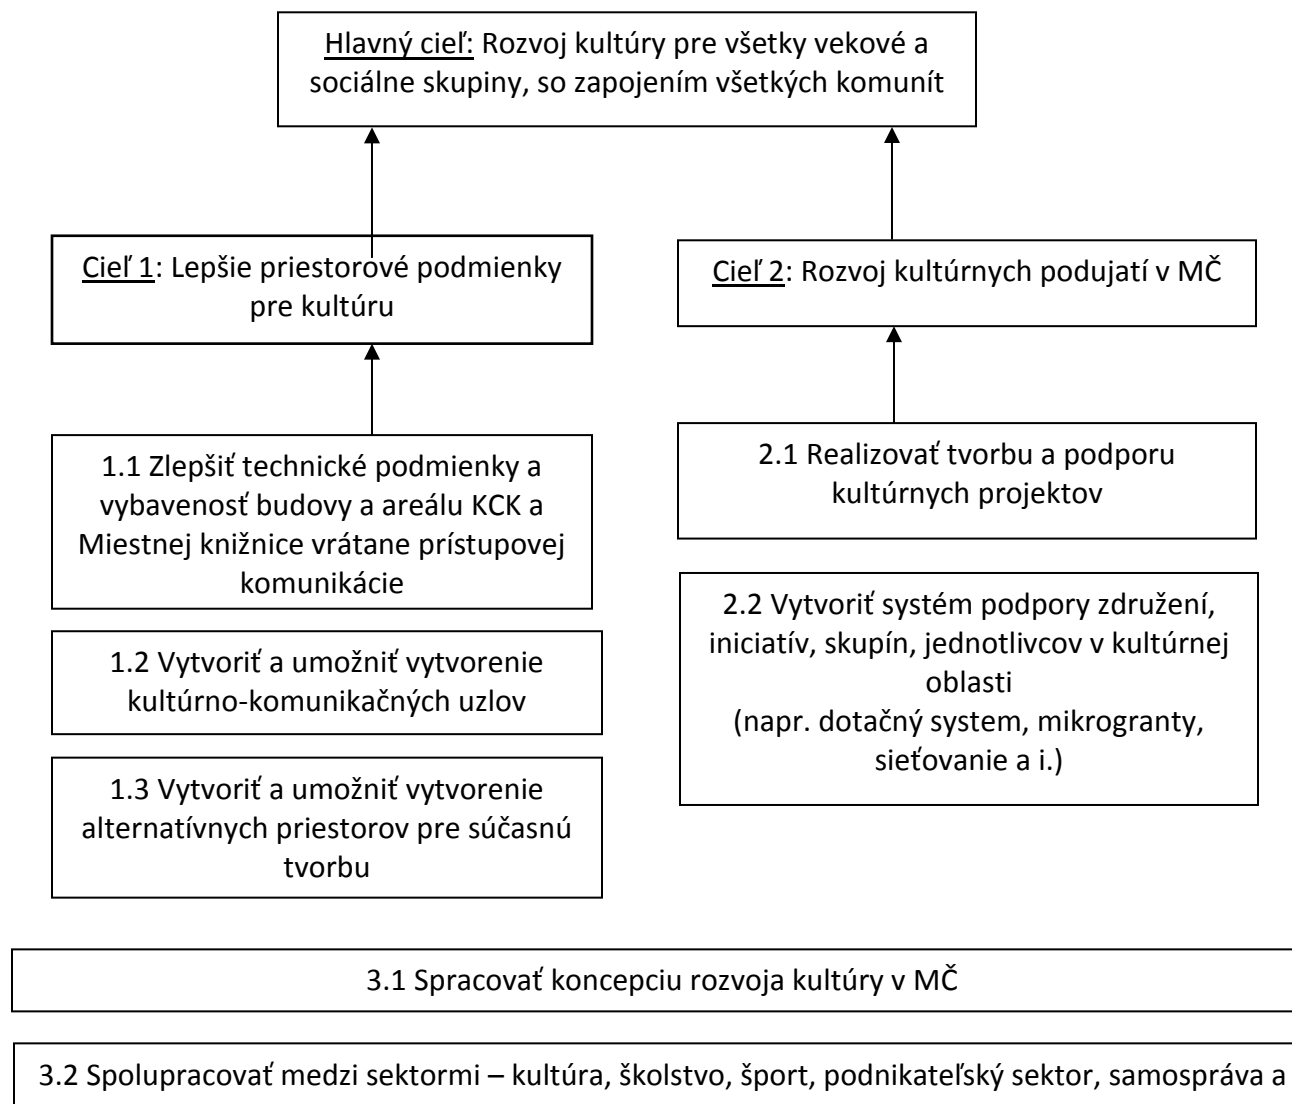 Hlavný cieľ: Rozvoj kultúry pre všetky vekové a
sociálne skupiny, so zapojením všetkých komunít
Cieľ 1: Lepšie priestorové podmienky
pre kultúru
Cieľ 2: Rozvoj kultúrnych podujatí v MČ
1.1 Zlepšiť technické podmienky a
vybavenosť budovy a areálu KCK a
Miestnej knižnice vrátane prístupovej
komunikácie
2.1 Realizovať tvorbu a podporu
kultúrnych projektov
1.2 Vytvoriť a umožniť vytvorenie
kultúrno-komunikačných uzlov
2.2 Vytvoriť systém podpory združení,
iniciatív, skupín, jednotlivcov v kultúrnej
oblasti
(napr. dotačný system, mikrogranty,
sieťovanie a i.)
1.3 Vytvoriť a umožniť vytvorenie
alternatívnych priestorov pre súčasnú
tvorbu
3.1 Spracovať koncepciu rozvoja kultúry v MČ
3.2 Spolupracovať medzi sektormi – kultúra, školstvo, šport, podnikateľský sektor, samospráva a